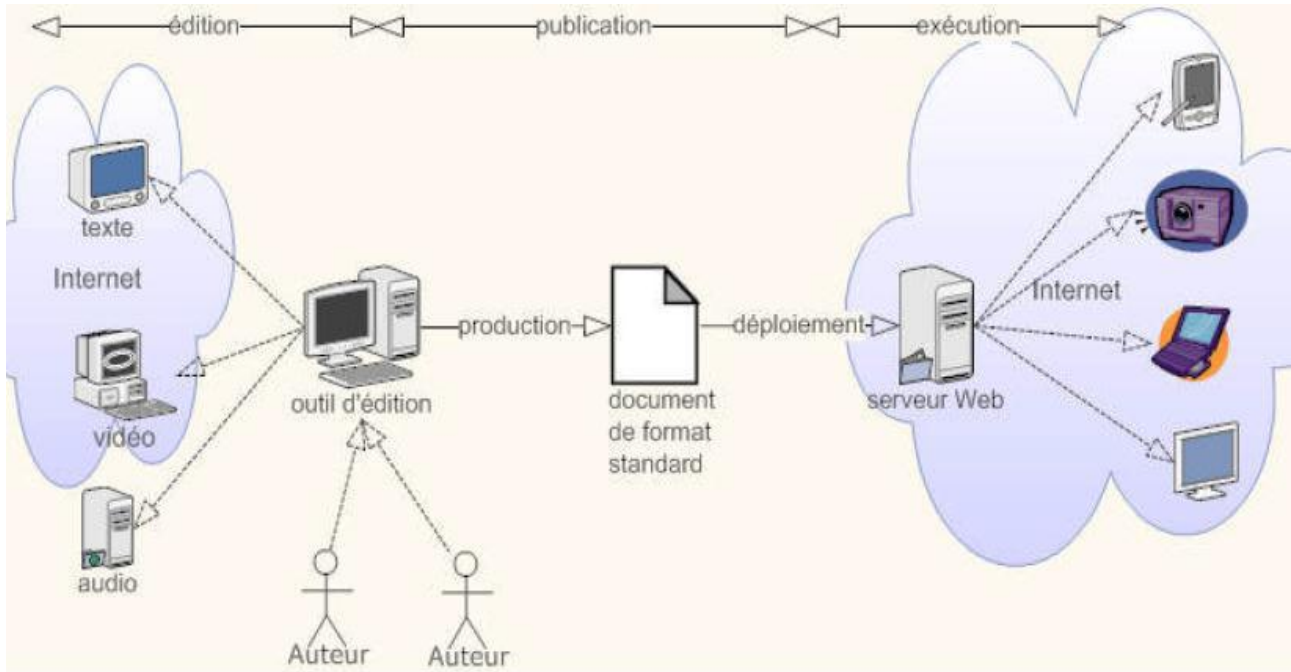 édition
publication
exécution
texte
Internet
vidéo
audio
outil d'édition
production
document
de format
standard
déploiement
serveur Web
Internet
Auteur
Auteur